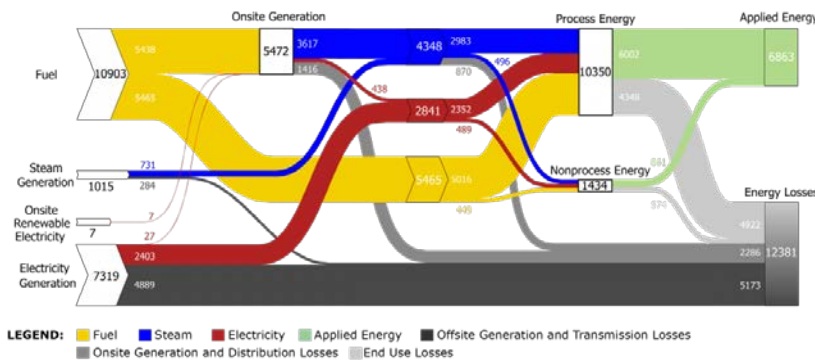 Onsite Generation
Process Energy
Applied Energy
Fuel
10903
5438
5465
5472
3617
1416
438
4348
2983
870
496
2841
2352
489
5465
5016
449
10350
6002
4348
6863
Steam
Generation
1015
731
284
Onsite
Renewable
Electricity
7
7
27
Electricity
Generation
7319
2403
4889
Nonprocess Energy
1434
861
574
Energy Losses
4922
2286
5173
12381
LEGEND: Fuel Steam Electricity Applied Energy Offsite Generation and Transmission Losses
Onsite Generation and Distribution Losses End Use Losses